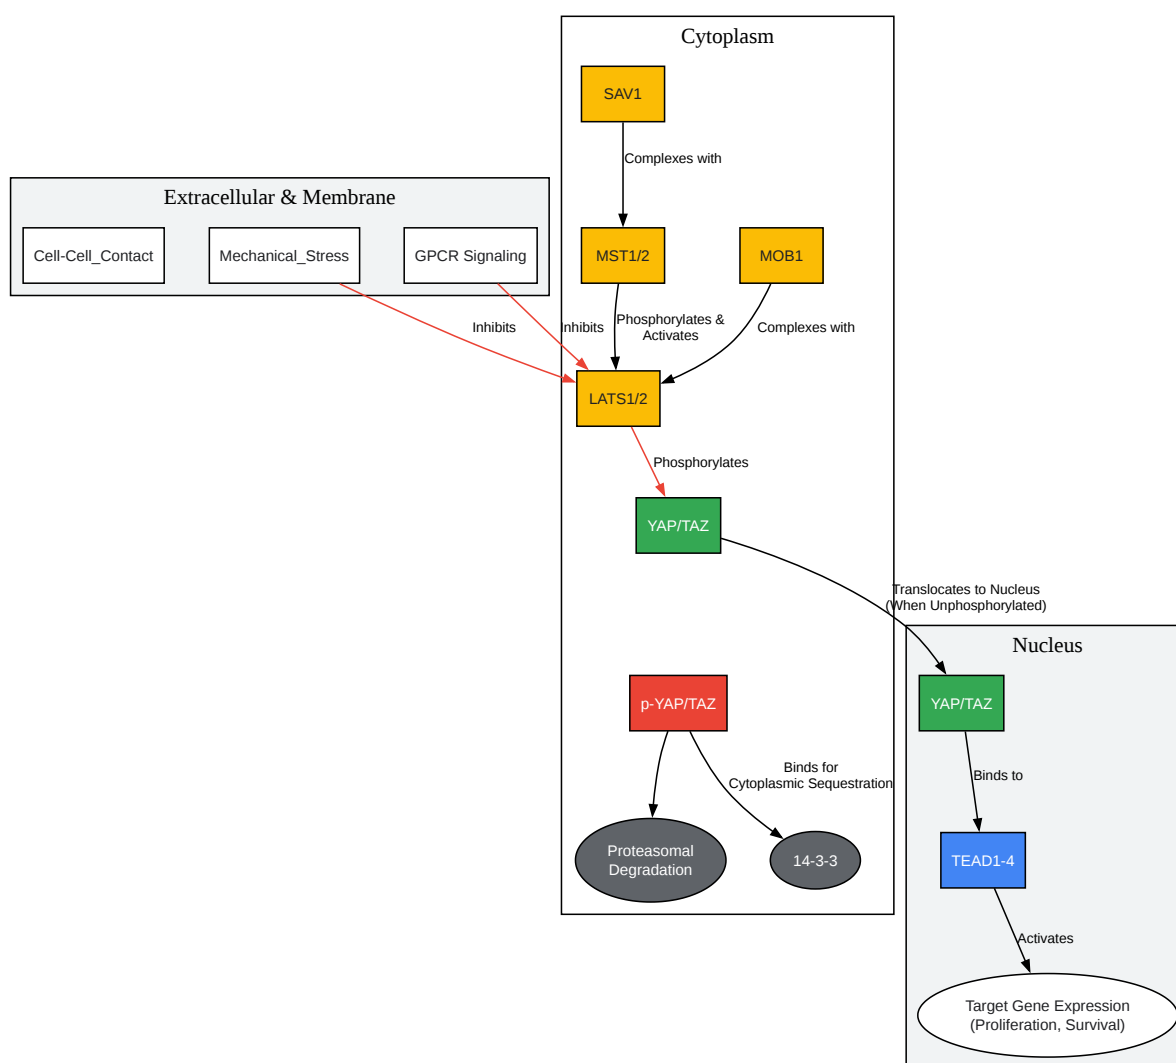 Cytoplasm
SAV1
Complexes with
Extracellular & Membrane
Cell-Cell_Contact
Mechanical_Stress
GPCR Signaling
MST1/2
MOB1
Inhibits
Inhibits
Phosphorylates &
Activates
Complexes with
LATS1/2
Phosphorylates
YAP/TAZ
Translocates to Nucleus
(When Unphosphorylated)
Nucleus
p-YAP/TAZ
YAP/TAZ
Binds for
Cytoplasmic Sequestration
Binds to
Proteasomal
Degradation
14-3-3
TEAD1-4
Activates
Target Gene Expression
(Proliferation, Survival)